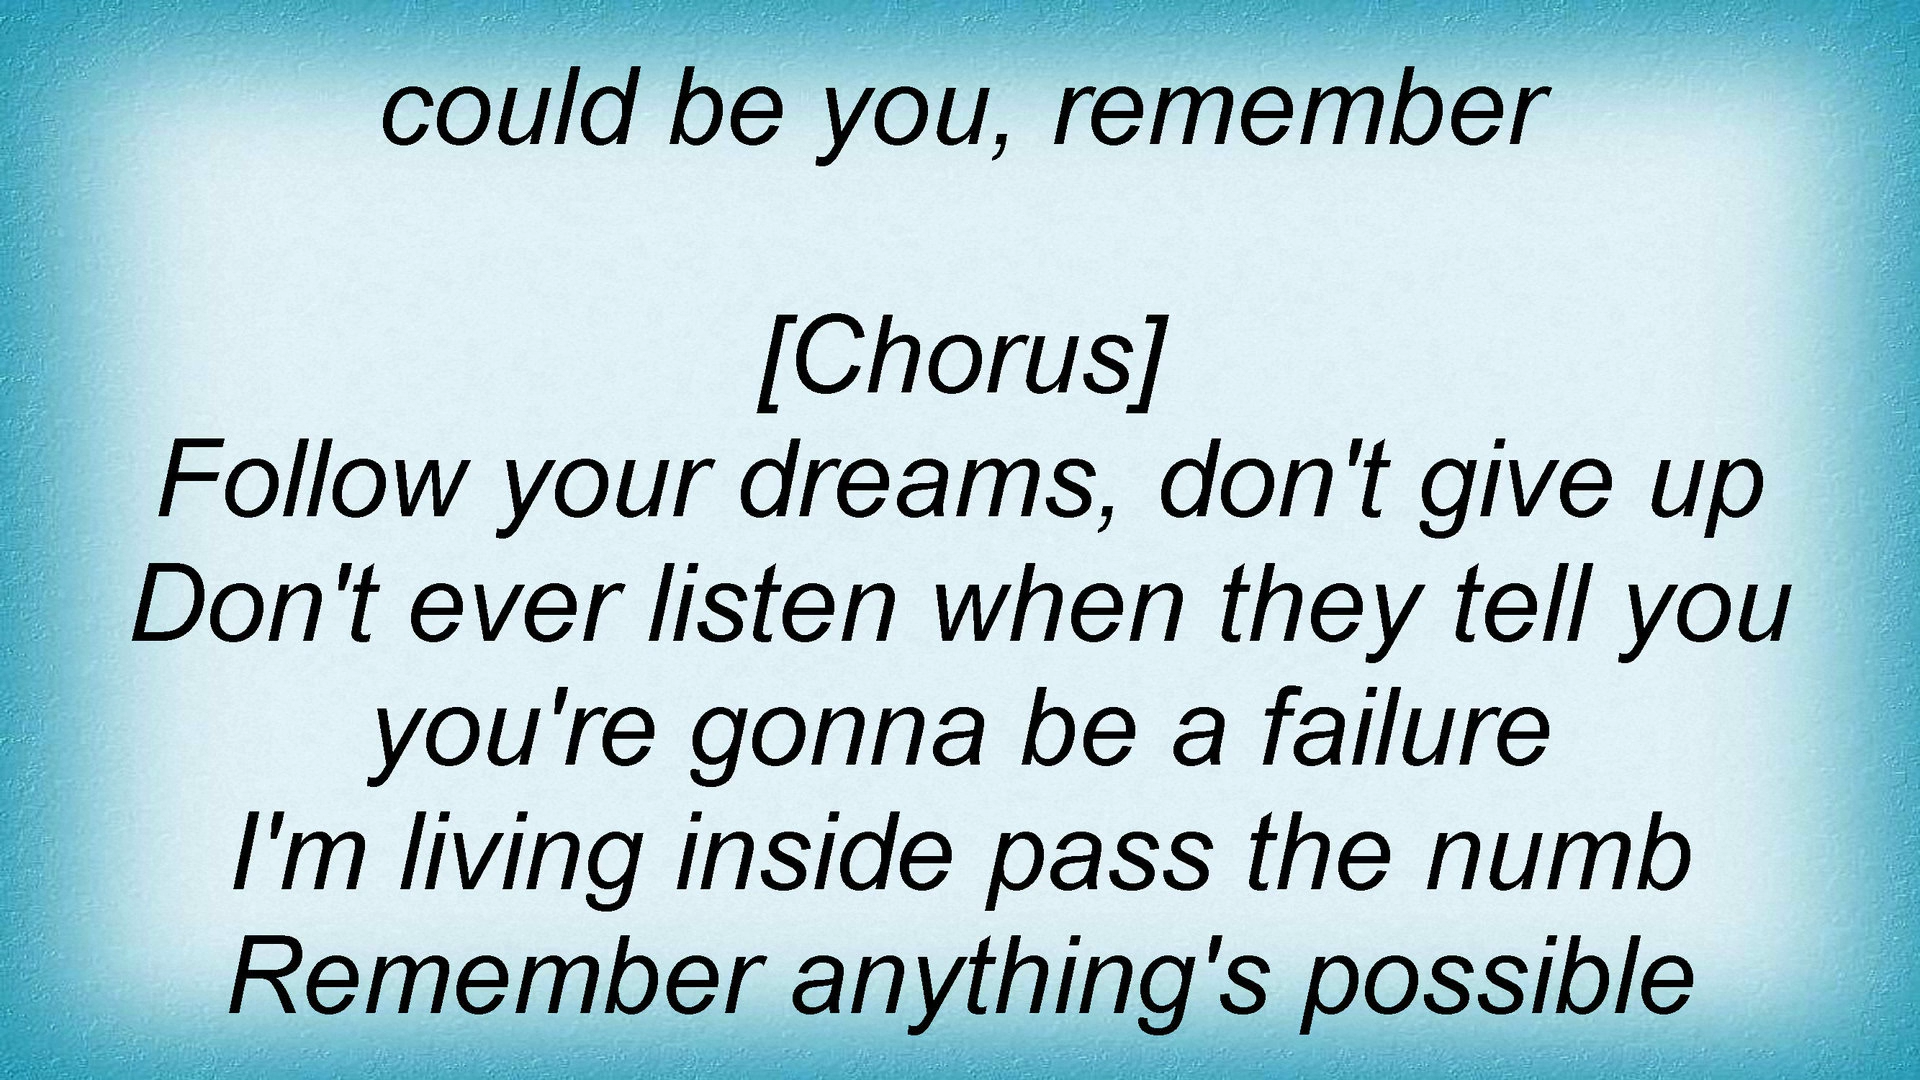 could be you, remember
[Chorus]
Follow your dreams, don't give up
Don't ever listen when they tell you
you're gonna be a failure
I'm living inside pass the numb
Remember anything's possible